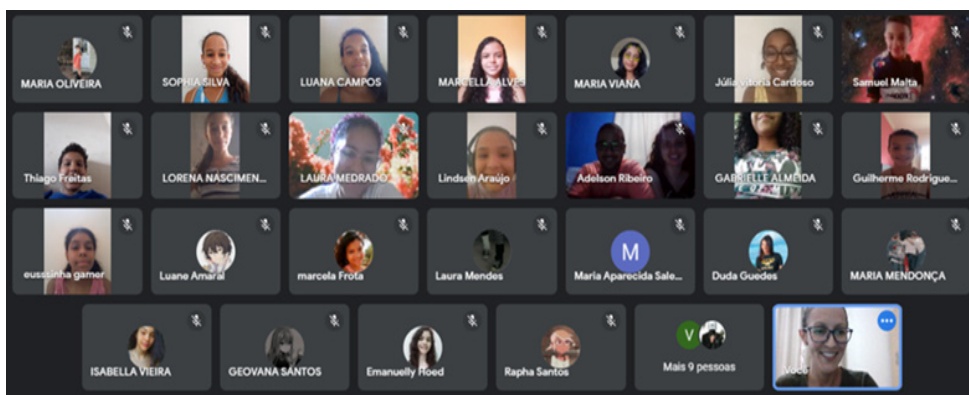 MARIA OLIVEIRA
SOPHIA SILVA
LUANA CAMPOS
MARCELLA ALVES
MARIA VIANA
Júlia Vitoria Cardoso
Samuel Malta
Thiago Freitas
LORENA NASCIMEN...
LAURA MEDRADO
Lindsen Araújo
Adelson Ribeiro
GABRIELLE ALMEIDA
Guilherme Rodrigue...
eusssinha gamer
Luane Amaral
marcela Frota
Laura Mendes
M
Maria Aparecida Sale...
Duda Guedes
MARIA MENDONÇA
ISABELLA VIEIRA
GEOVANA SANTOS
Emanuelly Hoed
Rapha Santos
V
Mais 9 pessoas
Você